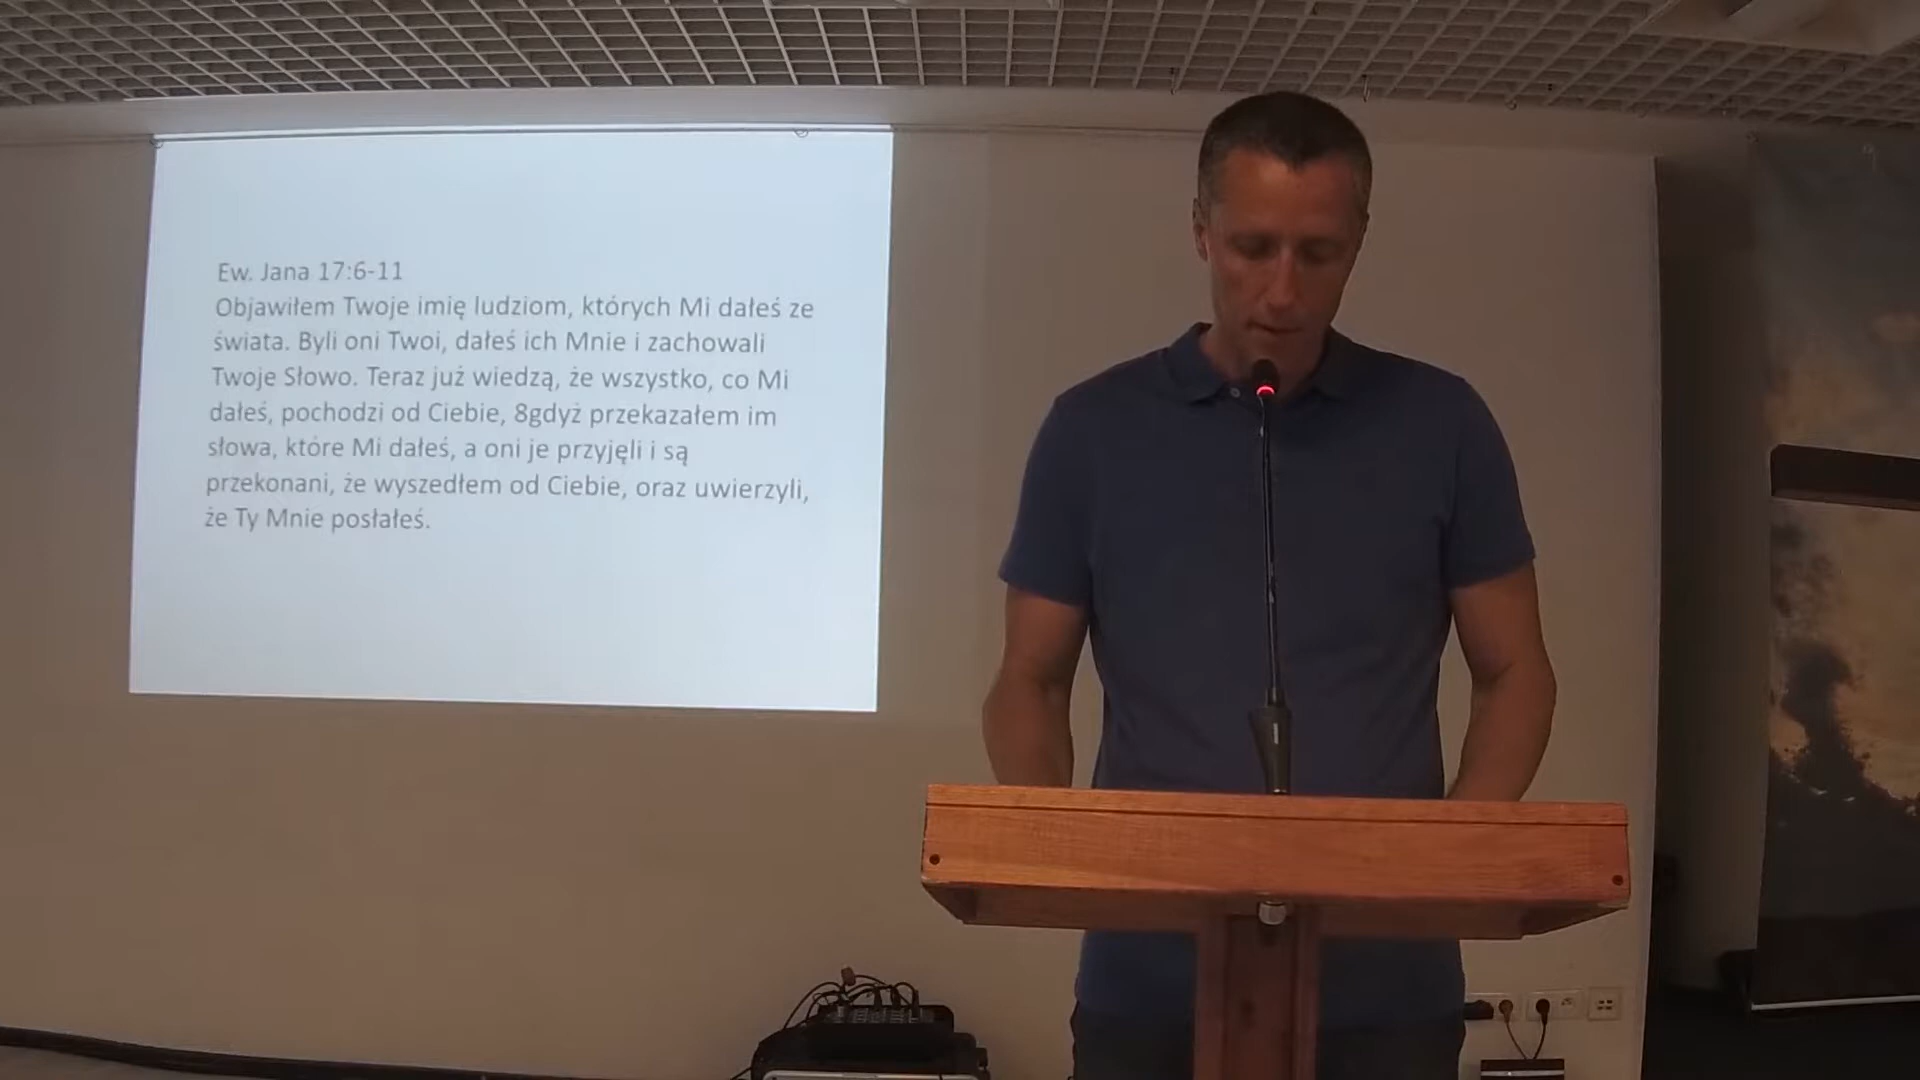 Ew. Jana 17:6-11
Objawiłem Twoje imię ludziom, których Mi dałeś ze
świata. Byli oni Twoi, dałeś ich Mnie i zachowali
Twoje Słowo. Teraz już wiedzą, że wszystko, co Mi
dałeś, pochodzi od Ciebie, 8gdyż przekazałem im
słowa, które Mi dałeś, a oni je przyjęli i są
przekonani, że wyszedłem od Ciebie, oraz uwierzyli,
że Ty Mnie posłałeś.